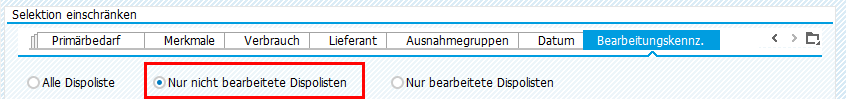 Selektion einschränken
Primärbedarf Merkmale Verbrauch Lieferant Ausnahmegruppen Datum Bearbeitungskennz.
Alle Dispoliste Nur nicht bearbeitete Dispolisten Nur bearbeitete Dispolisten